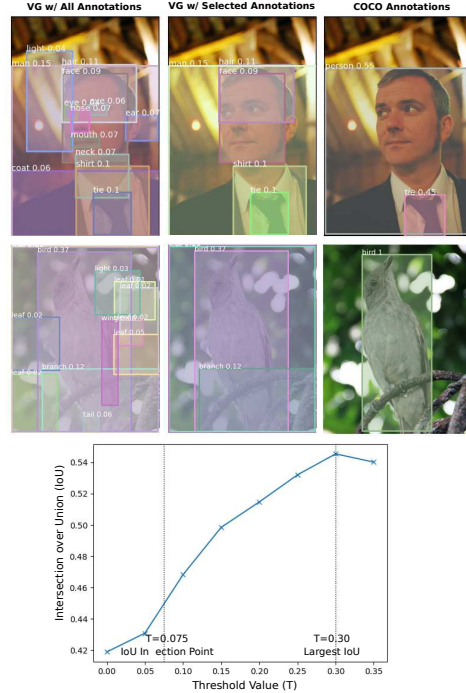 VG w/ All Annotations
VG w/ Selected Annotations
COCO Annotations
light 0.04
man 0.15
hair 0.11
face 0.09
eye 0.06
nose 0.07
ear 0.07
mouth 0.07
neck 0.07
shirt 0.1
coat 0.08
tie 0.1
man 0.15
hair 0.11
face 0.09
shirt 0.1
tie 0.1
person 0.55
tie 0.45
bird 0.37
light 0.03
leaf 0.02
leaf 0.05
branch 0.12
tail 0.06
bird 0.37
branch 0.12
bird 1
Intersection over Union (IoU)
0.54
0.52
0.50
0.48
0.46
0.44
0.42
T=0.075
IoU In ection Point
T=0.30
Largest IoU
0.00 0.05 0.10 0.15 0.20 0.25 0.30 0.35
Threshold Value (T)